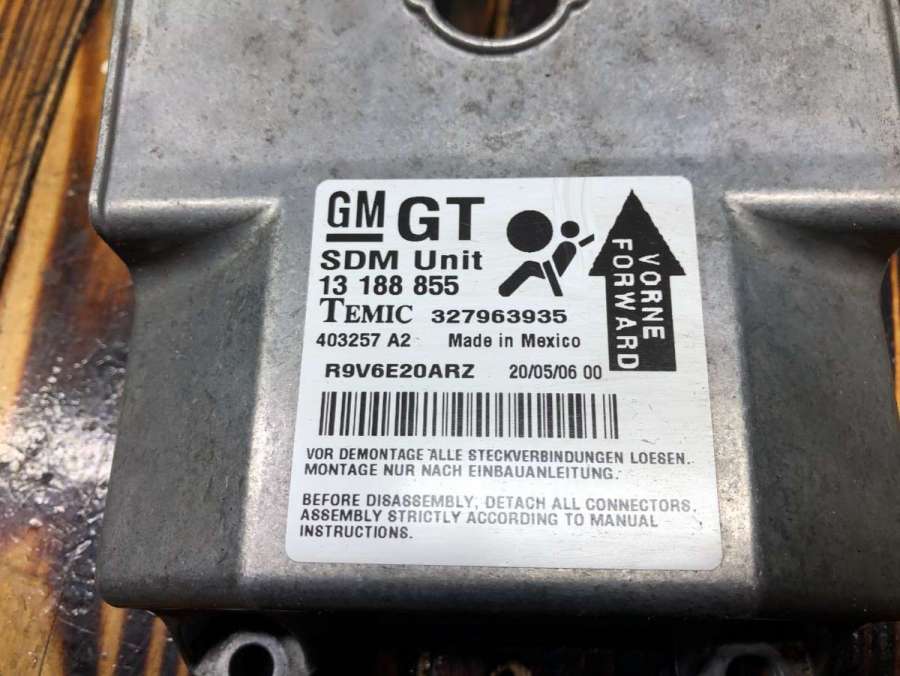 GM GT
SDM Unit
13 188 855
TEMIC 327963935
403257 A2 Made in Mexico
R9V6E20ARZ 20/05/06 00
VORNE
FORWARD
VOR DEMONTAGE ALLE STECKVERBINDUNGEN LOESEN.
MONTAGE NUR NACH EINBAUANLEITUNG.
BEFORE DISASSEMBLY, DETACH ALL CONNECTORS.
ASSEMBLY STRICTLY ACCORDING TO MANUAL
INSTRUCTIONS.